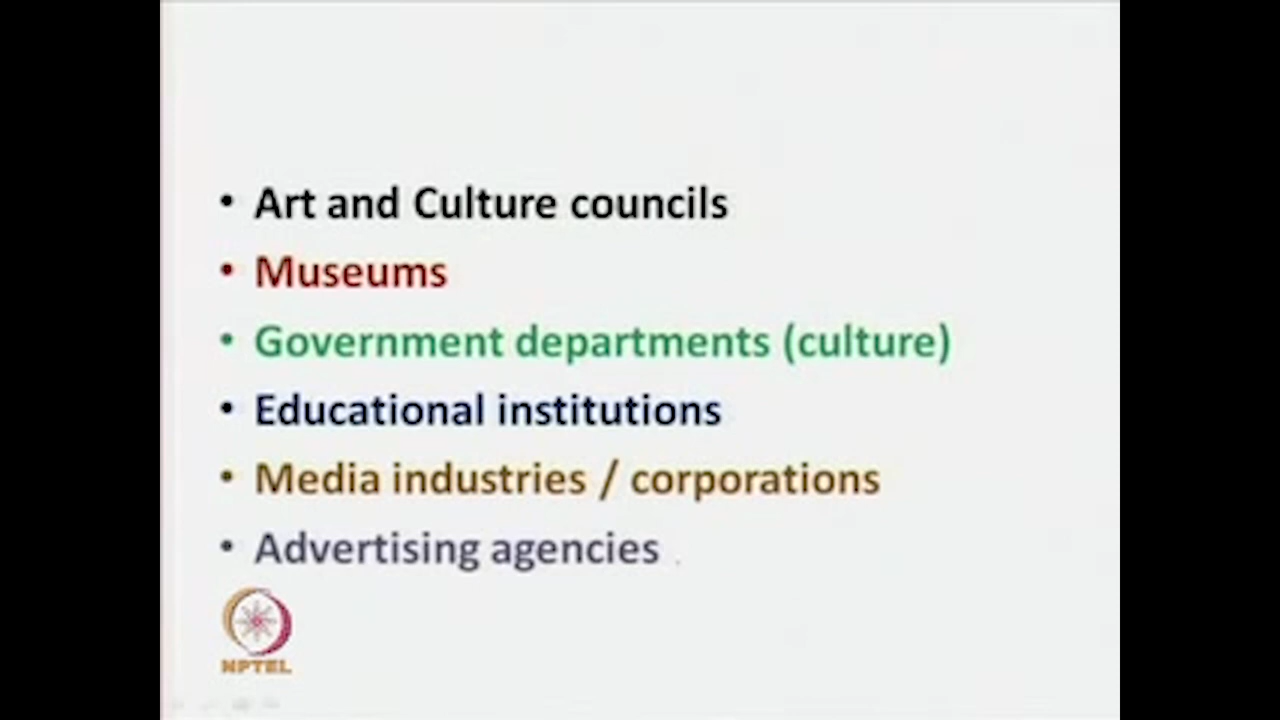 • Art and Culture councils
• Museums
• Government departments (culture)
• Educational institutions
• Media industries / corporations
• Advertising agencies
NPTEL